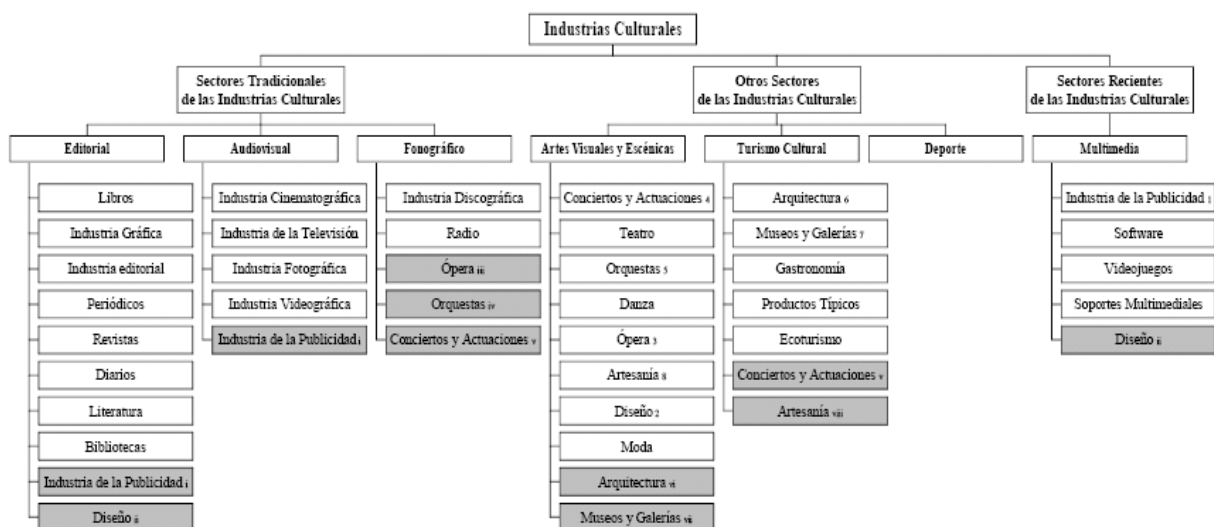 Industrias Culturales
Sectores Tradicionales
de las Industrias Culturales
Otros Sectores
de las Industrias Culturales
Sectores Recientes
de las Industrias Culturales
Editorial
Audiovisual
Fonográfico
Artes Visuales y Escénicas
Turismo Cultural
Deporte
Multimedia
Libros
Industria Gráfica
Industria editorial
Periódicos
Revistas
Diarios
Literatura
Bibliotecas
Industria de la Publicidad i
Diseño ii
Industria Cinematográfica
Industria de la Televisión
Industria Fotográfica
Industria Videográfica
Industria de la Publicidad i
Industria Discográfica
Radio
Ópera iii
Orquestas iv
Conciertos y Actuaciones v
Conciertos y Actuaciones 4
Teatro
Orquestas 5
Danza
Ópera 3
Artesanía 8
Diseño 2
Moda
Arquitectura vi
Museos y Galerías vii
Arquitectura 6
Museos y Galerías 7
Gastronomía
Productos Típicos
Ecoturismo
Conciertos y Actuaciones v
Artesanía viii
Industria de la Publicidad 1
Software
Videojuegos
Soportes Multimediales
Diseño ii